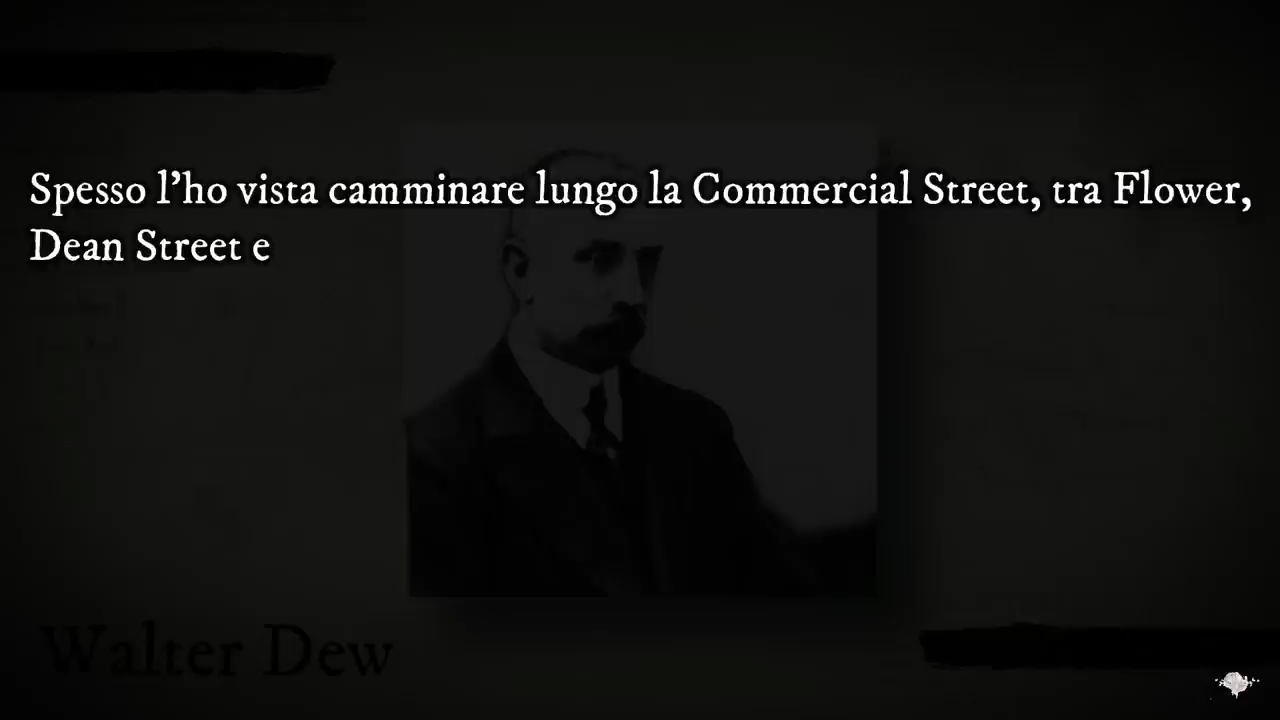 Spesso l'ho vista camminare lungo la Commercial Street, tra Flower,
Dean Street e
Walter Dew